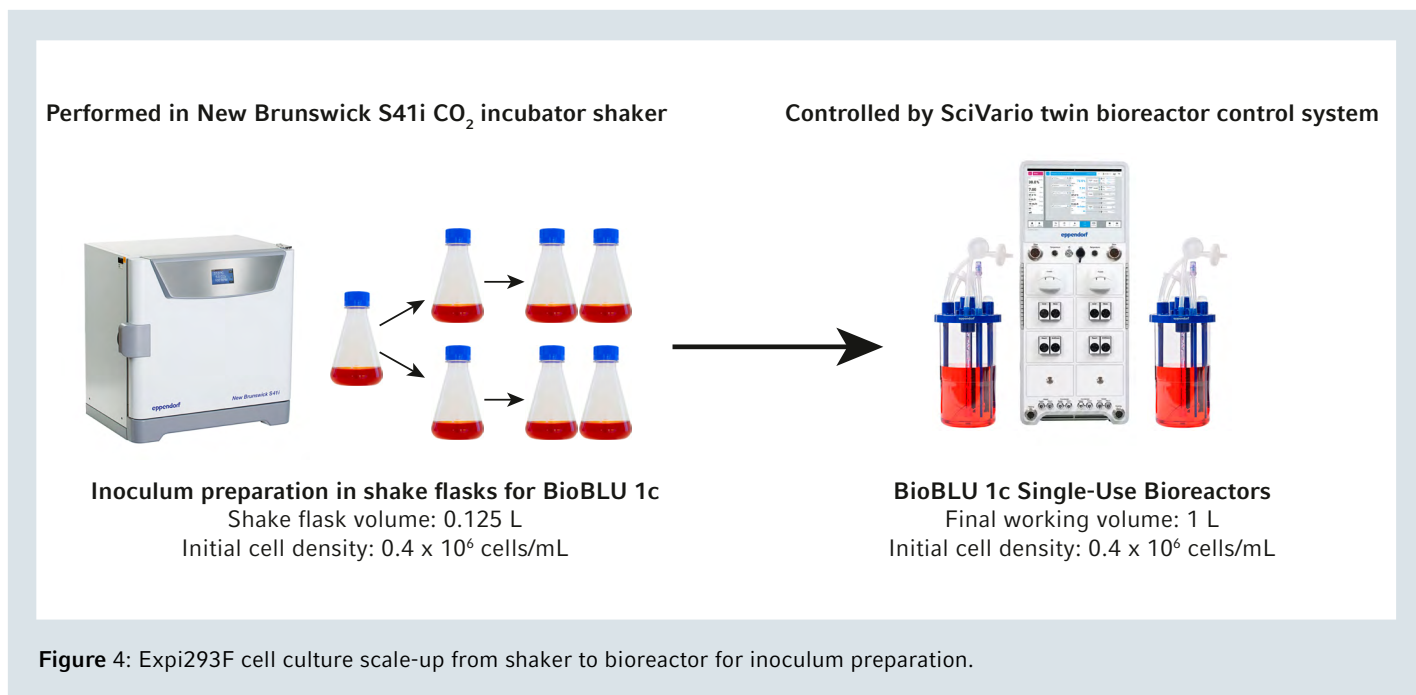 Performed in New Brunswick S41i CO₂ incubator shaker
Controlled by SciVario twin bioreactor control system
eppendorf
New Brunswick S41i
eppendorf
Inoculum preparation in shake flasks for BioBLU 1c
Shake flask volume: 0.125 L
Initial cell density: 0.4 x 10⁶ cells/mL
BioBLU 1c Single-Use Bioreactors
Final working volume: 1 L
Initial cell density: 0.4 x 10⁶ cells/mL
Figure 4: Expi293F cell culture scale-up from shaker to bioreactor for inoculum preparation.